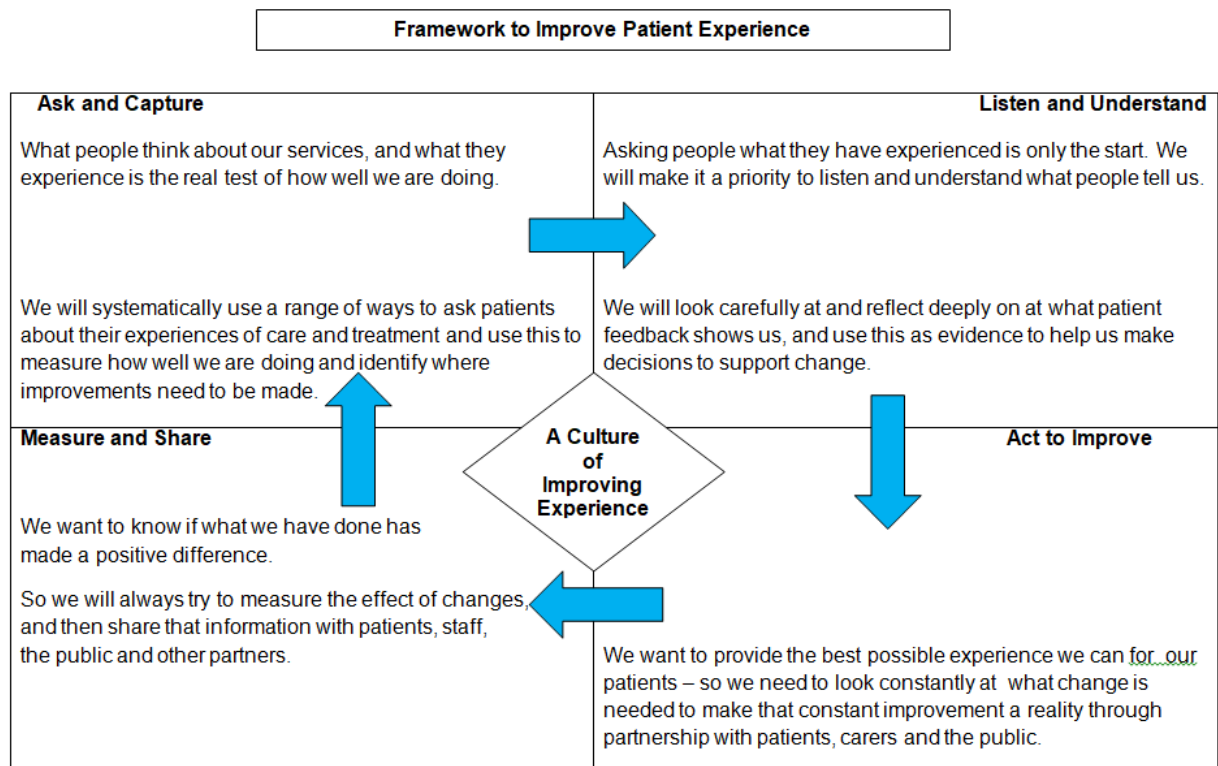 Framework to Improve Patient Experience
Ask and Capture
What people think about our services, and what they
experience is the real test of how well we are doing.
We will systematically use a range of ways to ask patients
about their experiences of care and treatment and use this to
measure how well we are doing and identify where
improvements need to be made.
Listen and Understand
Asking people what they have experienced is only the start. We
will make it a priority to listen and understand what people tell us.
We will look carefully at and reflect deeply on at what patient
feedback shows us, and use this as evidence to help us make
decisions to support change.
A Culture
of
Improving
Experience
Measure and Share
We want to know if what we have done has
made a positive difference.
So we will always try to measure the effect of changes,
and then share that information with patients, staff,
the public and other partners.
Act to Improve
We want to provide the best possible experience we can for our
patients – so we need to look constantly at what change is
needed to make that constant improvement a reality through
partnership with patients, carers and the public.